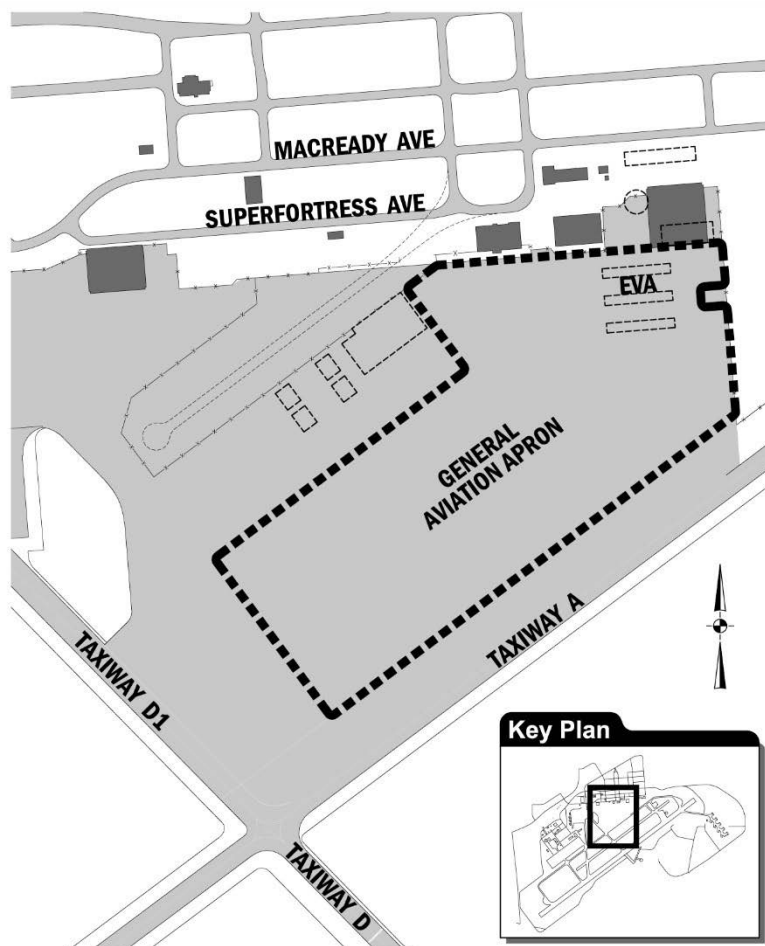 MACREADY AVE
SUPERFORTRESS AVE
EVA
GENERAL
AVIATION APRON
TAXIWAY A
TAXIWAY D1
TAXIWAY D
Key Plan